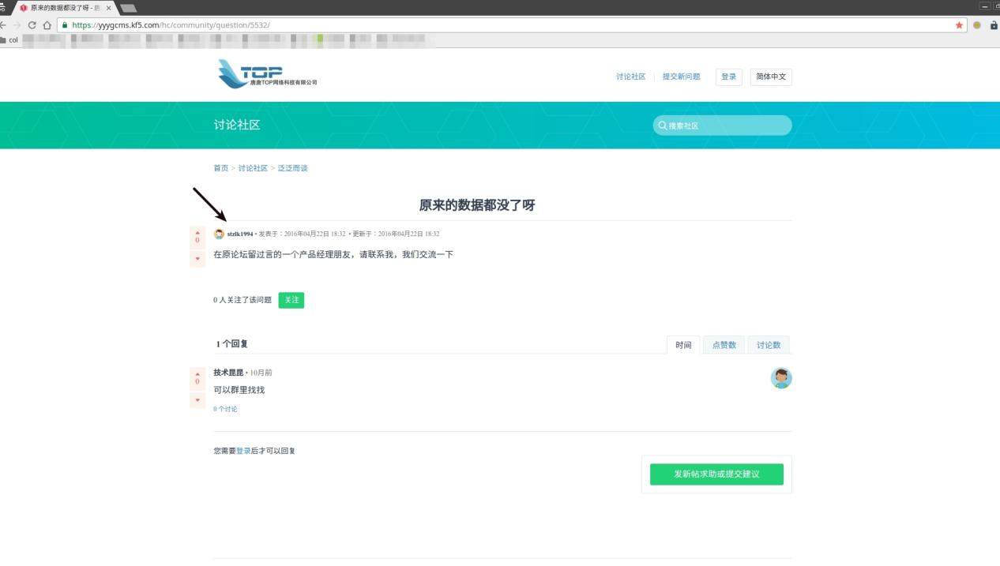 原来的数据都没了呀 - 唐
https://yyygcms.kf5.com/hc/community/question/5532/
col
TOP
唐唐TOP网络科技有限公司
讨论社区 提交新问题 登录 简体中文
讨论社区
搜索社区
首页 > 讨论社区 > 泛泛而谈
原来的数据都没了呀
0
stzlk1994 • 发表于：2016年04月22日 18:32 • 更新于：2016年04月22日 18:32
在原论坛留过言的一个产品经理朋友，请联系我，我们交流一下
0 人关注了该问题 关注
1 个回复
时间 点赞数 讨论数
0
技术昆昆 • 10月前
可以群里找找
0 个讨论
您需要登录后才可以回复
发新帖求助或提交建议